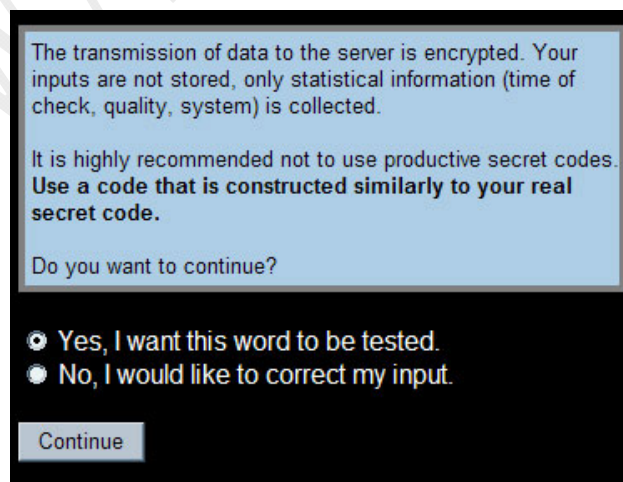 The transmission of data to the server is encrypted. Your
inputs are not stored, only statistical information (time of
check, quality, system) is collected.
It is highly recommended not to use productive secret codes.
Use a code that is constructed similarly to your real
secret code.
Do you want to continue?
Yes, I want this word to be tested.
No, I would like to correct my input.
Continue